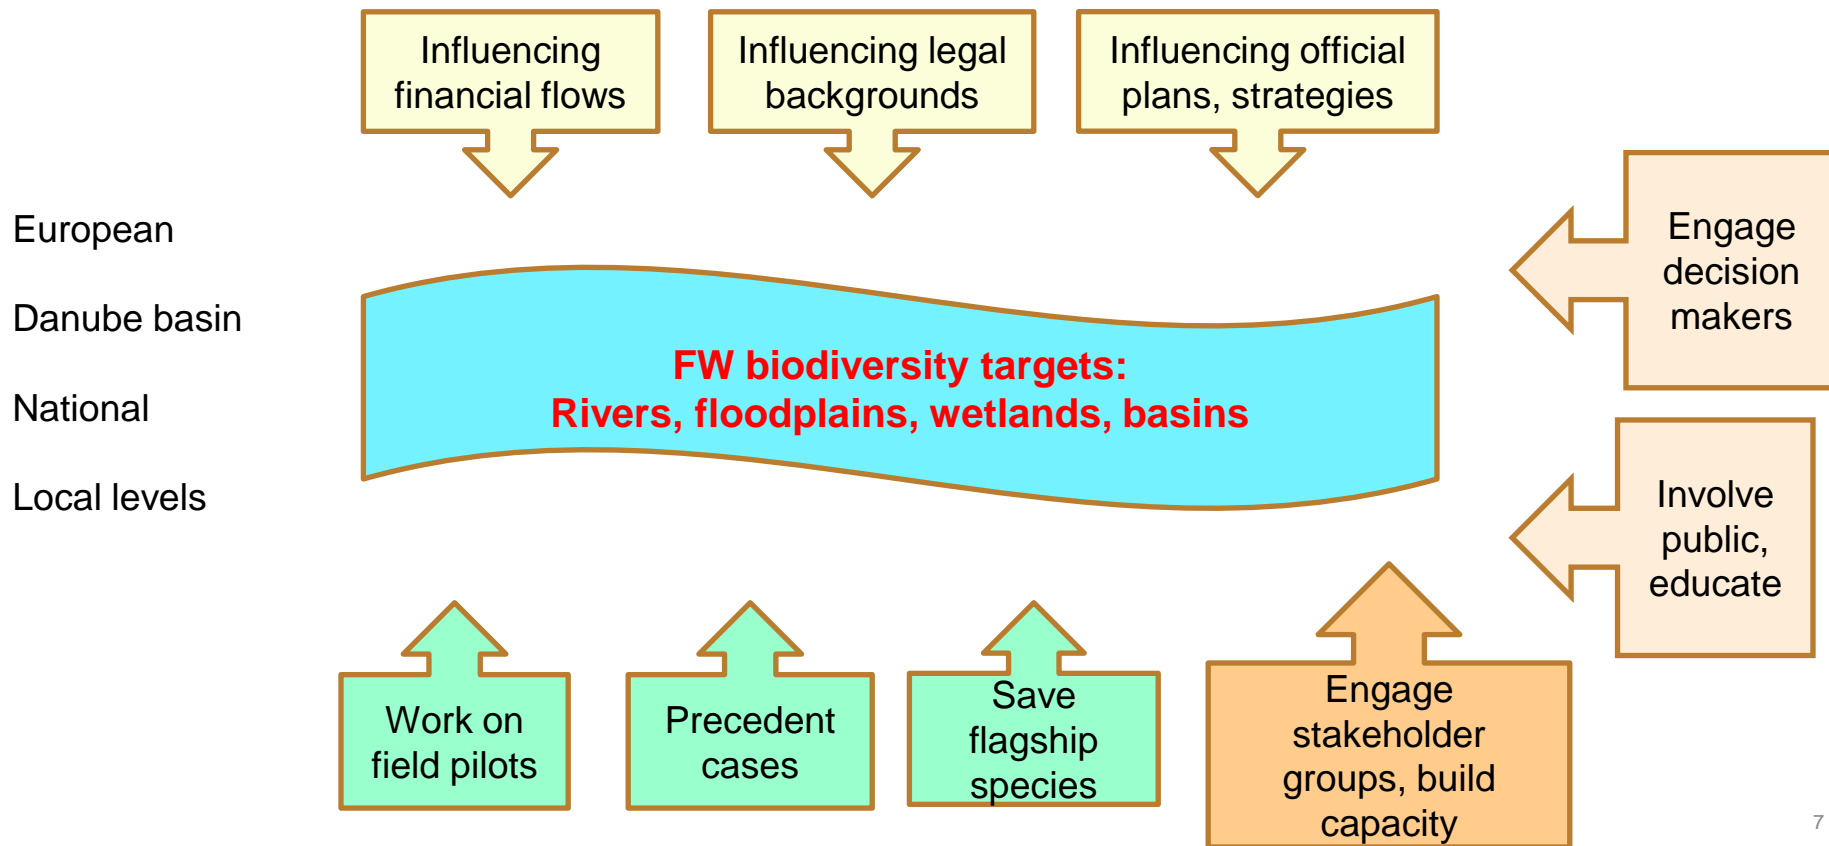 Influencing
financial flows
Influencing legal
backgrounds
Influencing official
plans, strategies
European
Danube basin
National
Local levels
FW biodiversity targets:
Rivers, floodplains, wetlands, basins
Engage
decision
makers
Involve
public,
educate
Work on
field pilots
Precedent
cases
Save
flagship
species
Engage
stakeholder
groups, build
capacity
7